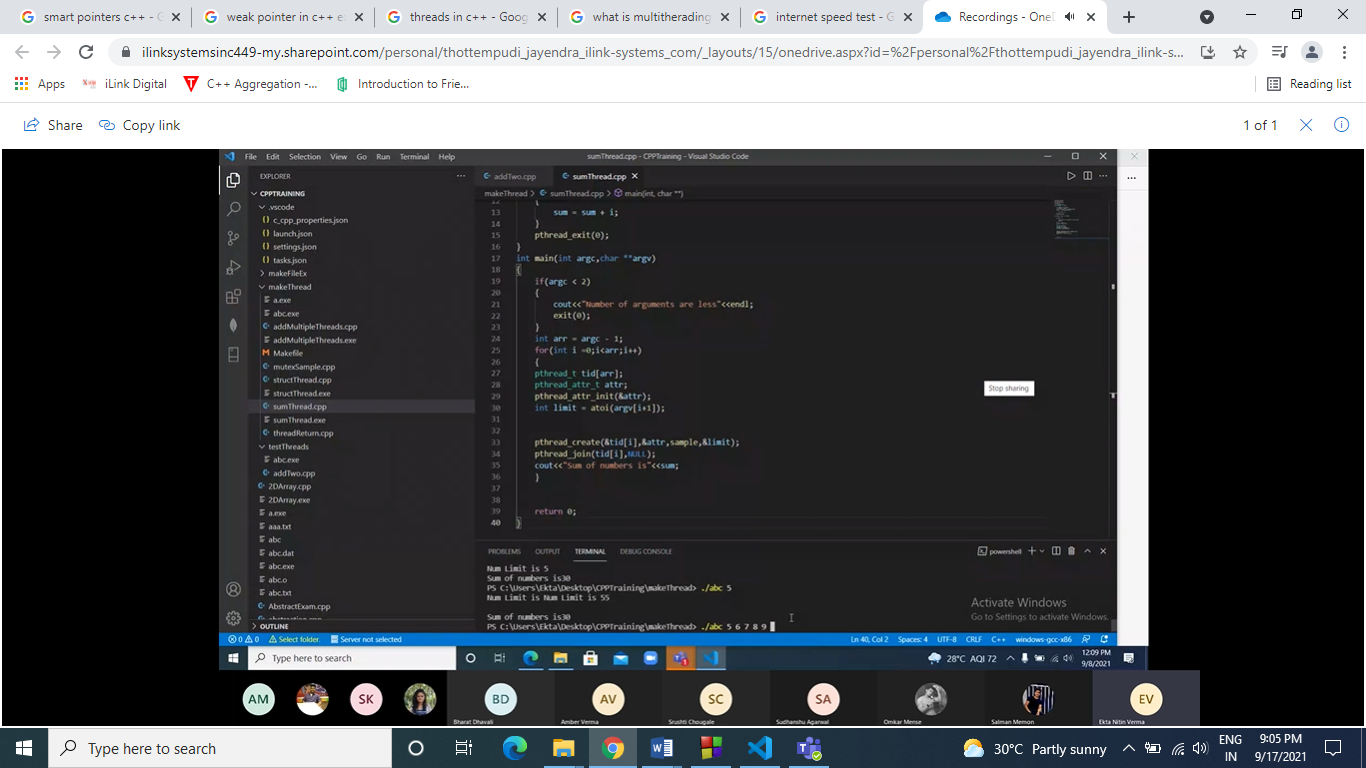 smart pointers c++ - G
weak pointer in c++ e
threads in c++ - Goog
what is multitherading
internet speed test - G
Recordings - OneD
ilinksystemsinc449-my.sharepoint.com/personal/thottempudi_jayendra_ilink-systems_com/_layouts/15/onedrive.aspx?id=%2Fpersonal%2Fthottempudi_jayendra_ilink-s...
Apps
iLink Digital
C++ Aggregation -...
Introduction to Frie...
Reading list
Share
Copy link
1 of 1
File Edit Selection View Go Run Terminal Help
sumThread.cpp - CPPTraining - Visual Studio Code
EXPLORER
CPPTRAINING
.vscode
c_cpp_properties.json
launch.json
settings.json
tasks.json
makeFileEx
makeThread
a.exe
abc.exe
addMultipleThreads.cpp
addMultipleThreads.exe
Makefile
mutexSample.cpp
structThread.cpp
structThread.exe
sumThread.cpp
sumThread.exe
threadReturn.cpp
testThreads
abc.exe
addTwo.cpp
2DArray.cpp
2DArray.exe
a.exe
aaa.txt
abc
abc.dat
abc.exe
abc.o
abc.txt
AbstractExam.cpp
OUTLINE
addTwo.cpp
sumThread.cpp
makeThread > sumThread.cpp > main(int, char **)
12 {
13 sum = sum + i;
14 }
15 pthread_exit(0);
16 }
17 int main(int argc,char **argv)
18 {
19 if(argc < 2)
20 {
21 cout<<"Number of arguments are less"<<endl;
22 exit(0);
23 }
24 int arr = argc - 1;
25 for(int i =0;i<arr;i++)
26 {
27 pthread_t tid[arr];
28 pthread_attr_t attr;
29 pthread_attr_init(&attr);
30 int limit = atoi(argv[i+1]);
31
32
33 pthread_create(&tid[i],&attr,sample,&limit);
34 pthread_join(tid[i],NULL);
35 cout<<"Sum of numbers is"<<sum;
36 }
37
38
39 return 0;
40 }
Stop sharing
PROBLEMS OUTPUT TERMINAL DEBUG CONSOLE
powershell
Num Limit is 5
Sum of numbers is30
PS C:\Users\Ekta\Desktop\CPPTraining\makeThread> ./abc 5
Num Limit is Num Limit is 55
Sum of numbers is30
PS C:\Users\Ekta\Desktop\CPPTraining\makeThread> ./abc 5 6 7 8 9
Activate Windows
Go to Settings to activate Windows.
0 0 Select folder. Server not selected
Ln 40, Col 2 Spaces: 4 UTF-8 CRLF C++ windows-gcc-x86
Type here to search
28°C AQI 72
12:09 PM
9/8/2021
AM
SK
BD
AV
SC
SA
EV
Bharat Dhavali
Amber Verma
Srushti Chougale
Sudhanshu Agarwal
Omkar Mense
Salman Memon
Ekta Nitin Verma
Type here to search
30°C Partly sunny
ENG
IN
9:05 PM
9/17/2021